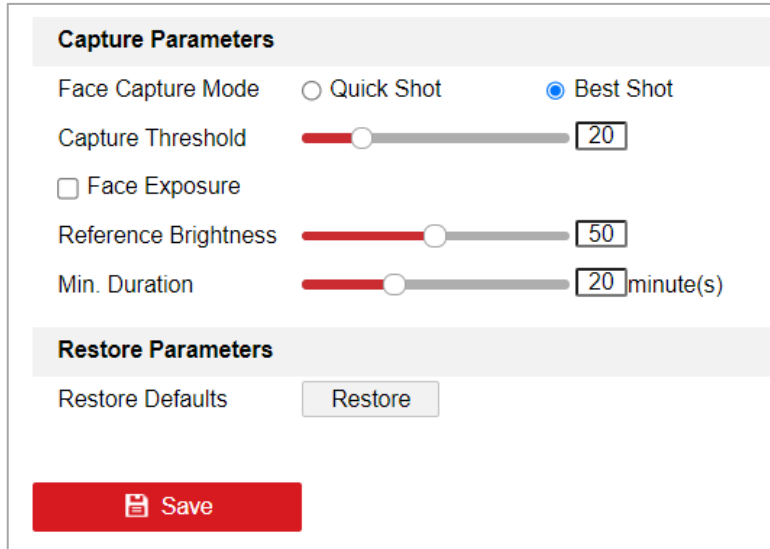 Capture Parameters
Face Capture Mode Quick Shot Best Shot
Capture Threshold 20
Face Exposure
Reference Brightness 50
Min. Duration 20 minute(s)
Restore Parameters
Restore Defaults Restore
Save